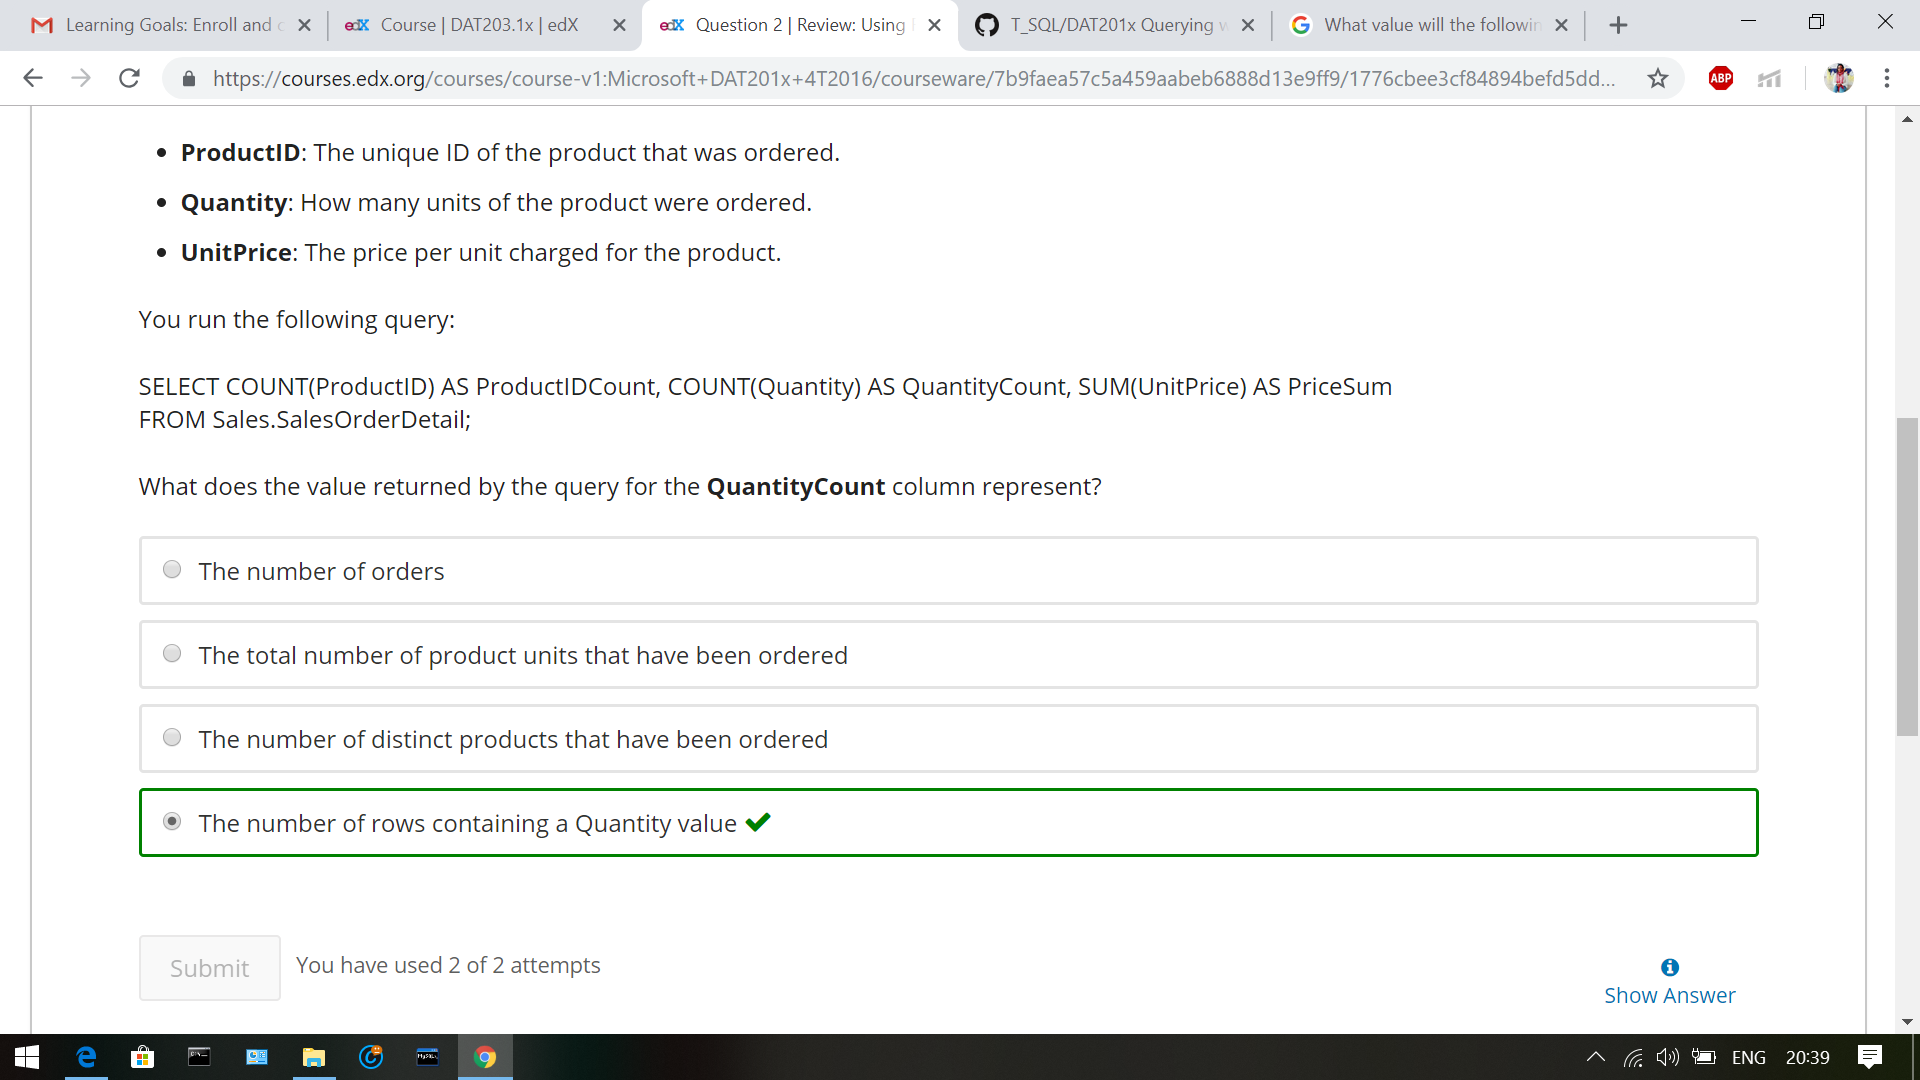 Learning Goals: Enroll and c
edX Course | DAT203.1x | edX
edX Question 2 | Review: Using
T_SQL/DAT201x Querying w
What value will the followin
https://courses.edx.org/courses/course-v1:Microsoft+DAT201x+4T2016/courseware/7b9faea57c5a459aabeb6888d13e9ff9/1776cbee3cf84894befd5dd...
ABP
• ProductID: The unique ID of the product that was ordered.
• Quantity: How many units of the product were ordered.
• UnitPrice: The price per unit charged for the product.
You run the following query:
SELECT COUNT(ProductID) AS ProductIDCount, COUNT(Quantity) AS QuantityCount, SUM(UnitPrice) AS PriceSum
FROM Sales.SalesOrderDetail;
What does the value returned by the query for the QuantityCount column represent?
The number of orders
The total number of product units that have been ordered
The number of distinct products that have been ordered
The number of rows containing a Quantity value
Submit
You have used 2 of 2 attempts
Show Answer
ENG
20:39